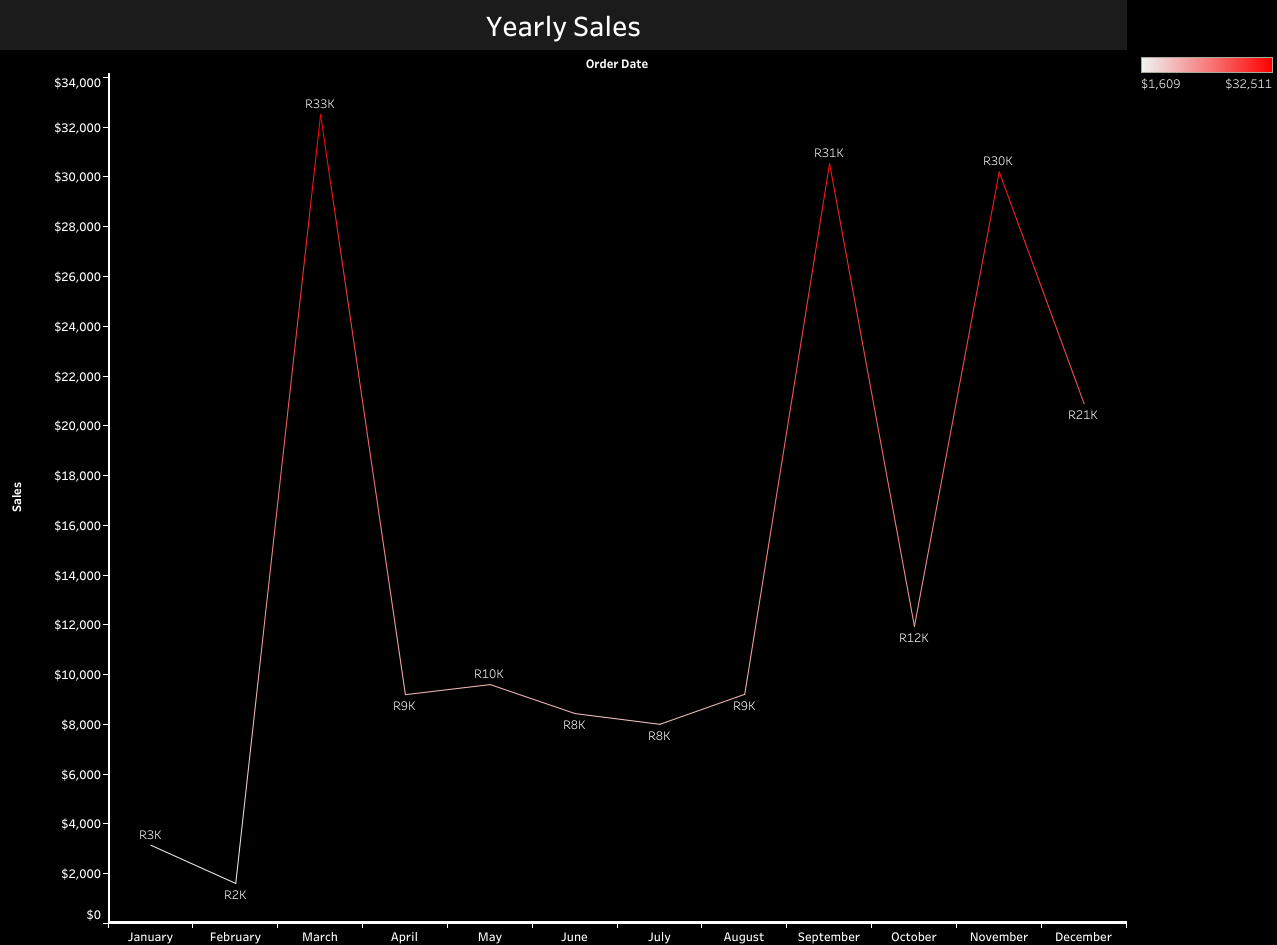 Yearly Sales
Order Date
$1,609 $32,511
$34,000
$32,000
$30,000
$28,000
$26,000
$24,000
$22,000
$20,000
$18,000
$16,000
$14,000
$12,000
$10,000
$8,000
$6,000
$4,000
$2,000
$0
Sales
R3K
R2K
R33K
R9K
R10K
R8K
R8K
R9K
R31K
R12K
R30K
R21K
January February March April May June July August September October November December